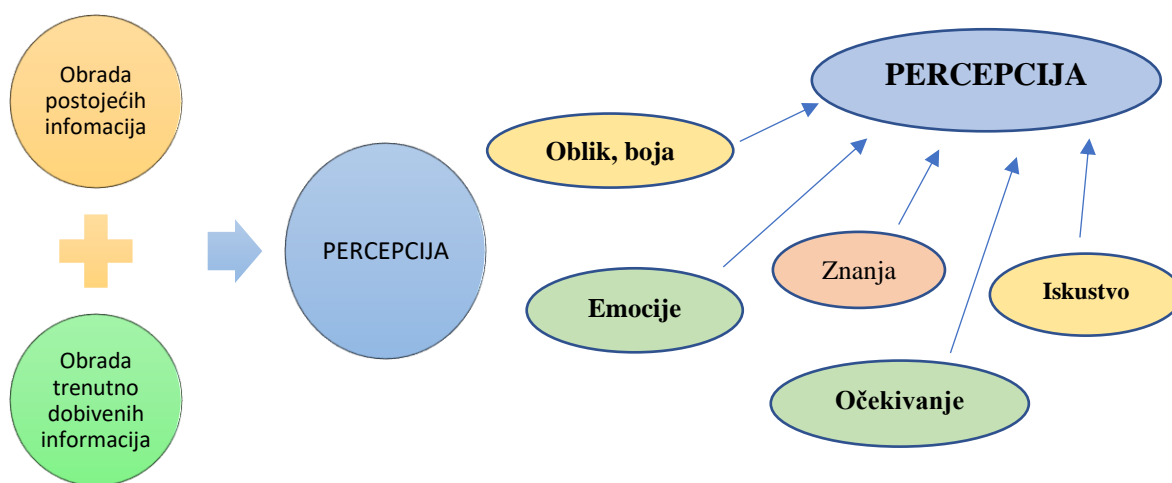 Obrada
postojećih
infomacija
Obrada
trenutno
dobivenih
informacija
PERCEPCIJA
PERCEPCIJA
Oblik, boja
Emocije
Znanja
Iskustvo
Očekivanje